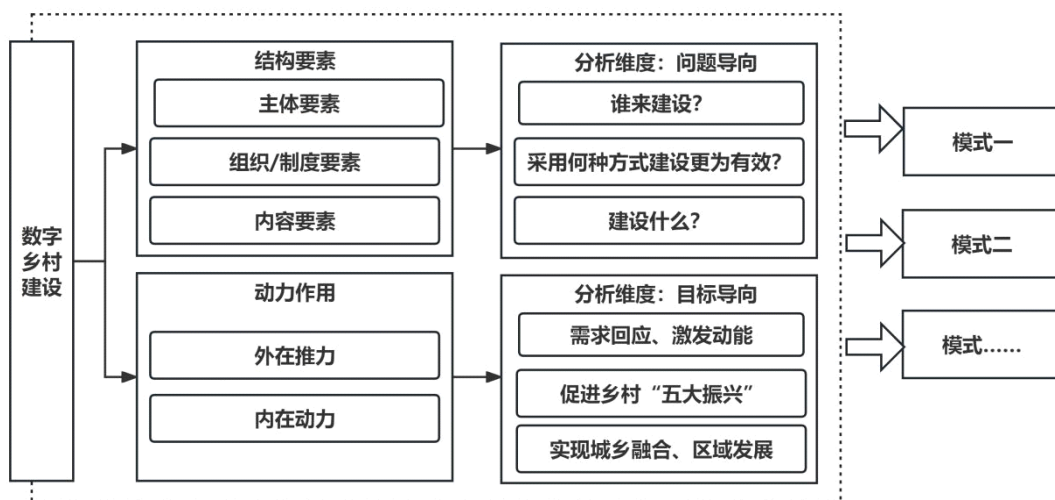 数字
乡村
建设
结构要素
主体要素
组织/制度要素
内容要素
动力作用
外在推力
内在动力
分析维度：问题导向
谁来建设？
采用何种方式建设更为有效？
建设什么？
分析维度：目标导向
需求回应、激发动能
促进乡村“五大振兴”
实现城乡融合、区域发展
模式一
模式二
模式……